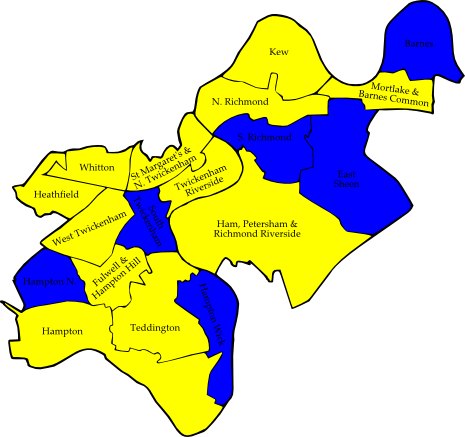 Kew
Barnes
N. Richmond
Mortlake &
Barnes Common
S. Richmond
East
Sheen
St Margaret's &
N. Twickenham
Whitton
Twickenham
Riverside
Heathfield
South
Twickenham
West Twickenham
Ham, Petersham &
Richmond Riverside
Fulwell &
Hampton Hill
Hampton N.
Hampton Wick
Hampton
Teddington